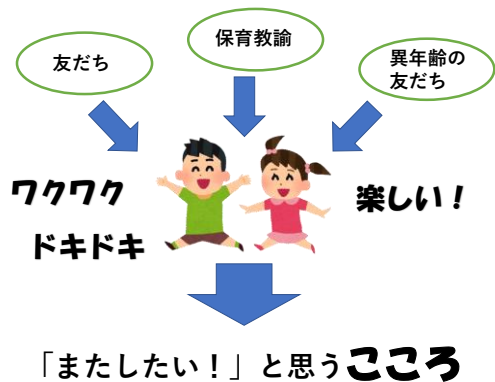 友だち
保育教諭
異年齢の
友だち
ワクワク
ドキドキ
楽しい！
「またしたい！」と思うこころ